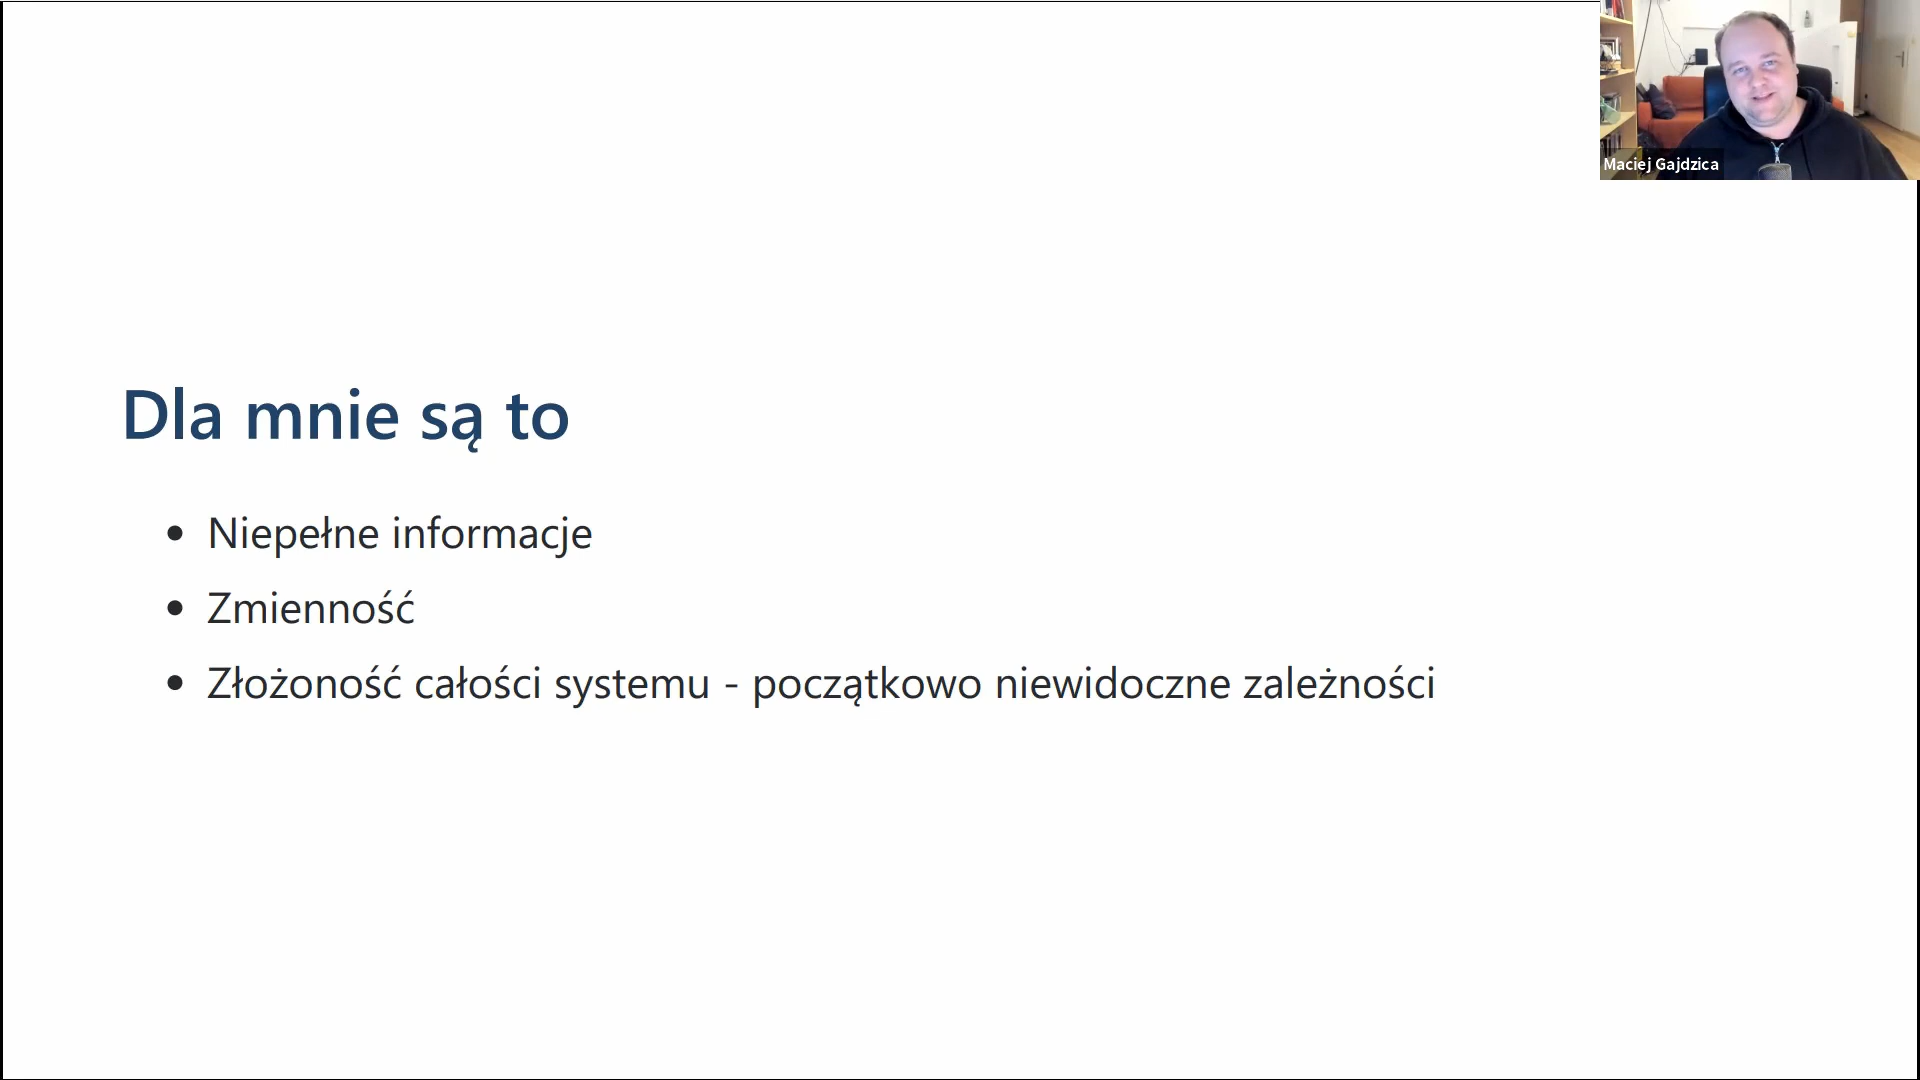 Maciej Gajdzica
Dla mnie są to
Niepełne informacje
Zmienność
Złożoność całości systemu - początkowo niewidoczne zależności